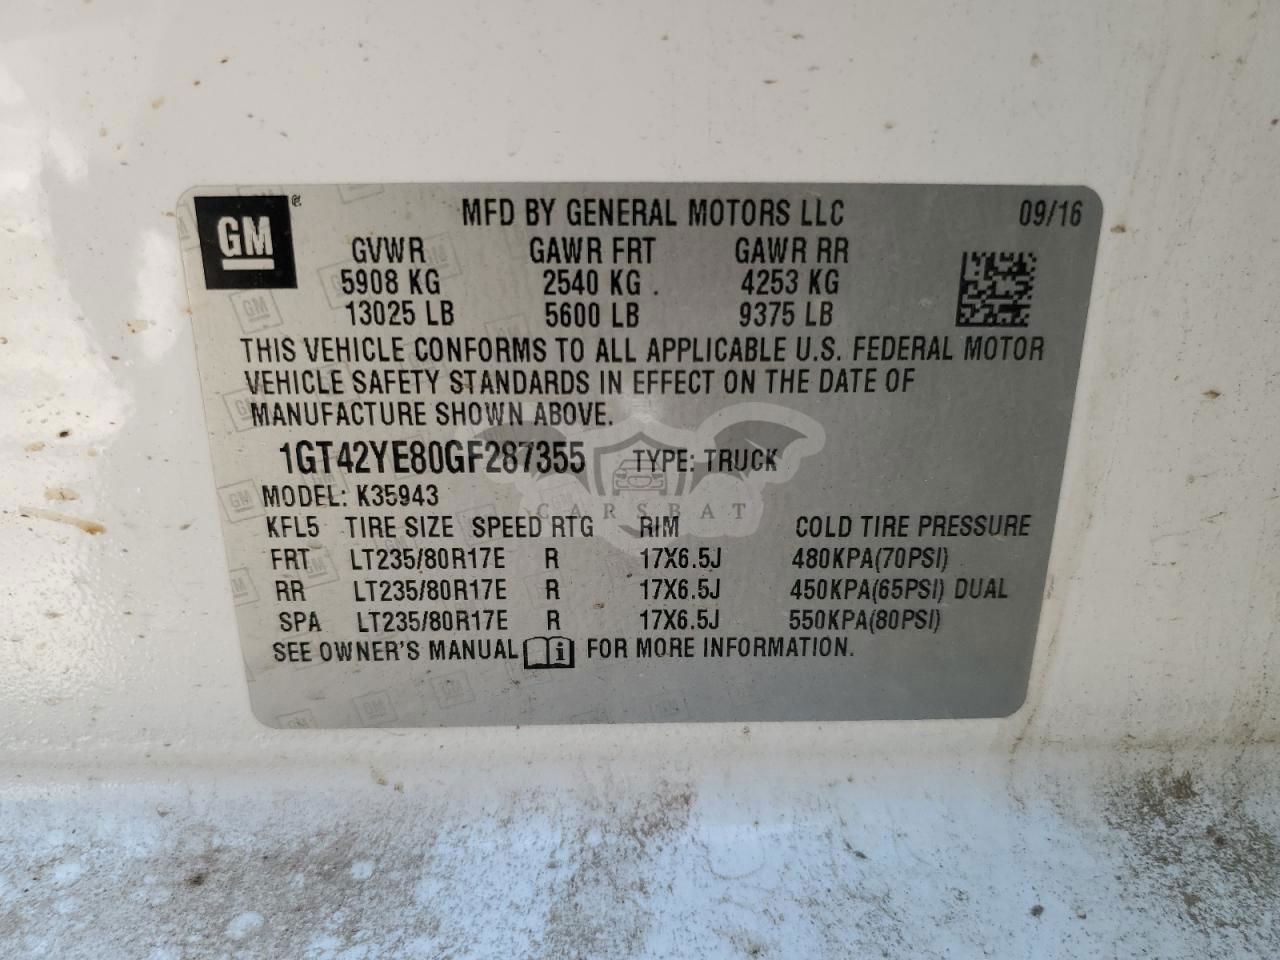 GM®
MFD BY GENERAL MOTORS LLC 09/16
GVWR GAWR FRT GAWR RR
5908 KG 2540 KG . 4253 KG
13025 LB 5600 LB 9375 LB
THIS VEHICLE CONFORMS TO ALL APPLICABLE U.S. FEDERAL MOTOR
VEHICLE SAFETY STANDARDS IN EFFECT ON THE DATE OF
MANUFACTURE SHOWN ABOVE.
1GT42YE80GF287355 TYPE: TRUCK
MODEL: K35943
CARSBAT
KFL5 TIRE SIZE SPEED RTG RIM COLD TIRE PRESSURE
FRT LT235/80R17E R 17X6.5J 480KPA(70PSI)
RR LT235/80R17E R 17X6.5J 450KPA(65PSI) DUAL
SPA LT235/80R17E R 17X6.5J 550KPA(80PSI)
SEE OWNER'S MANUAL i FOR MORE INFORMATION.